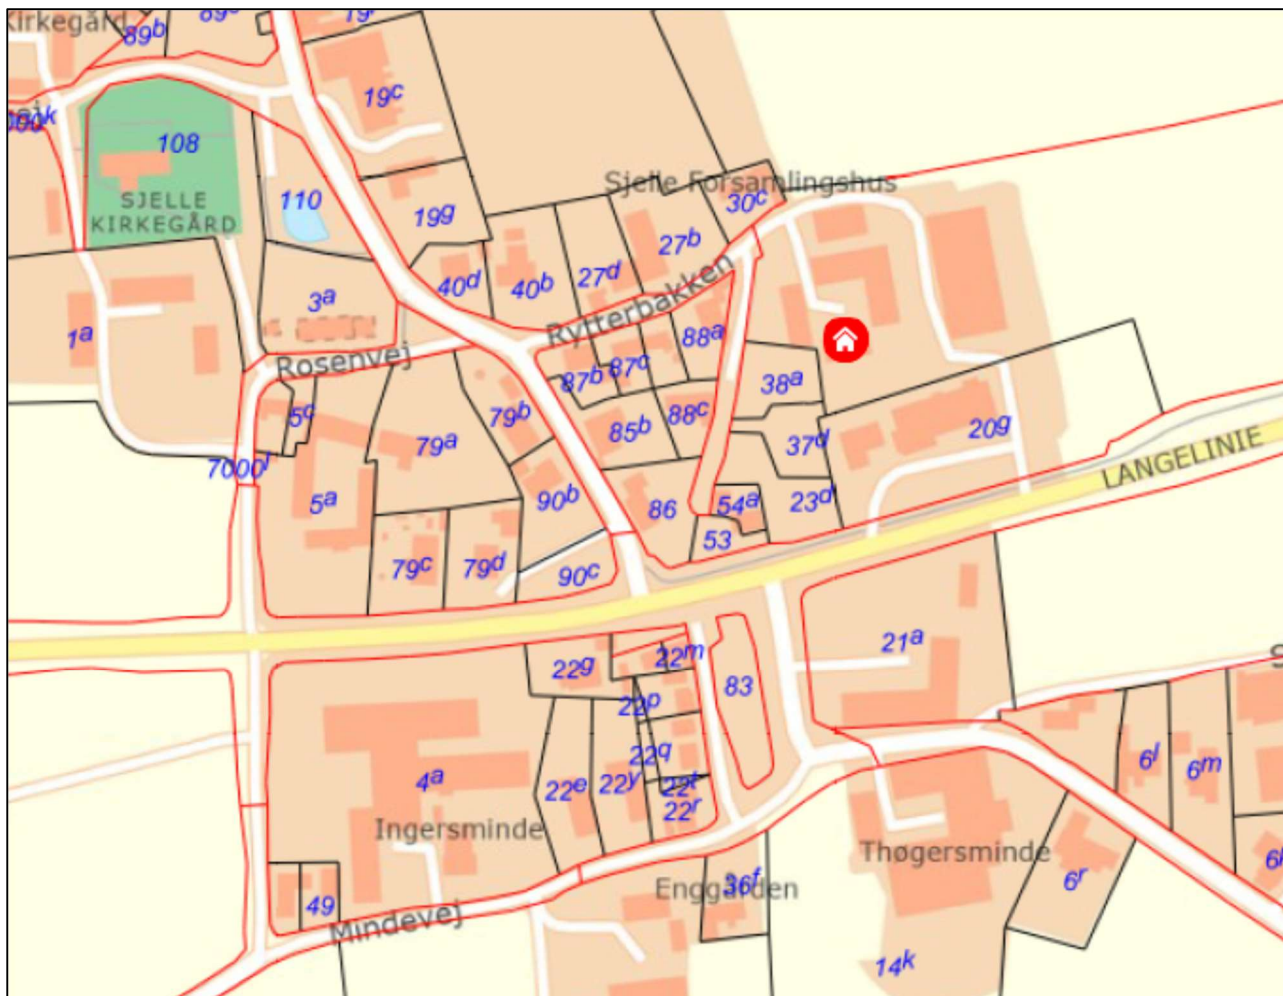 Kirkegård
89b
19c
108
SJELLE
KIRKEGÅRD
110
19g
Sjelle Forsamlingshus
30c
27b
27d
40d
40b
3a
1a
Rytterbakken
Rosenvej
88a
87b
87c
38a
5c
79a
79b
85b
88c
37d
20g
LANGELINIE
7000
5a
90b
86
54a
23d
53
79c
79d
90c
22g
22m
21a
83
22p
22q
4a
22e
22y
22t
22r
6l
6m
Ingersminde
Thøgersminde
49
Enggården
36f
6r
Mindevej
14k